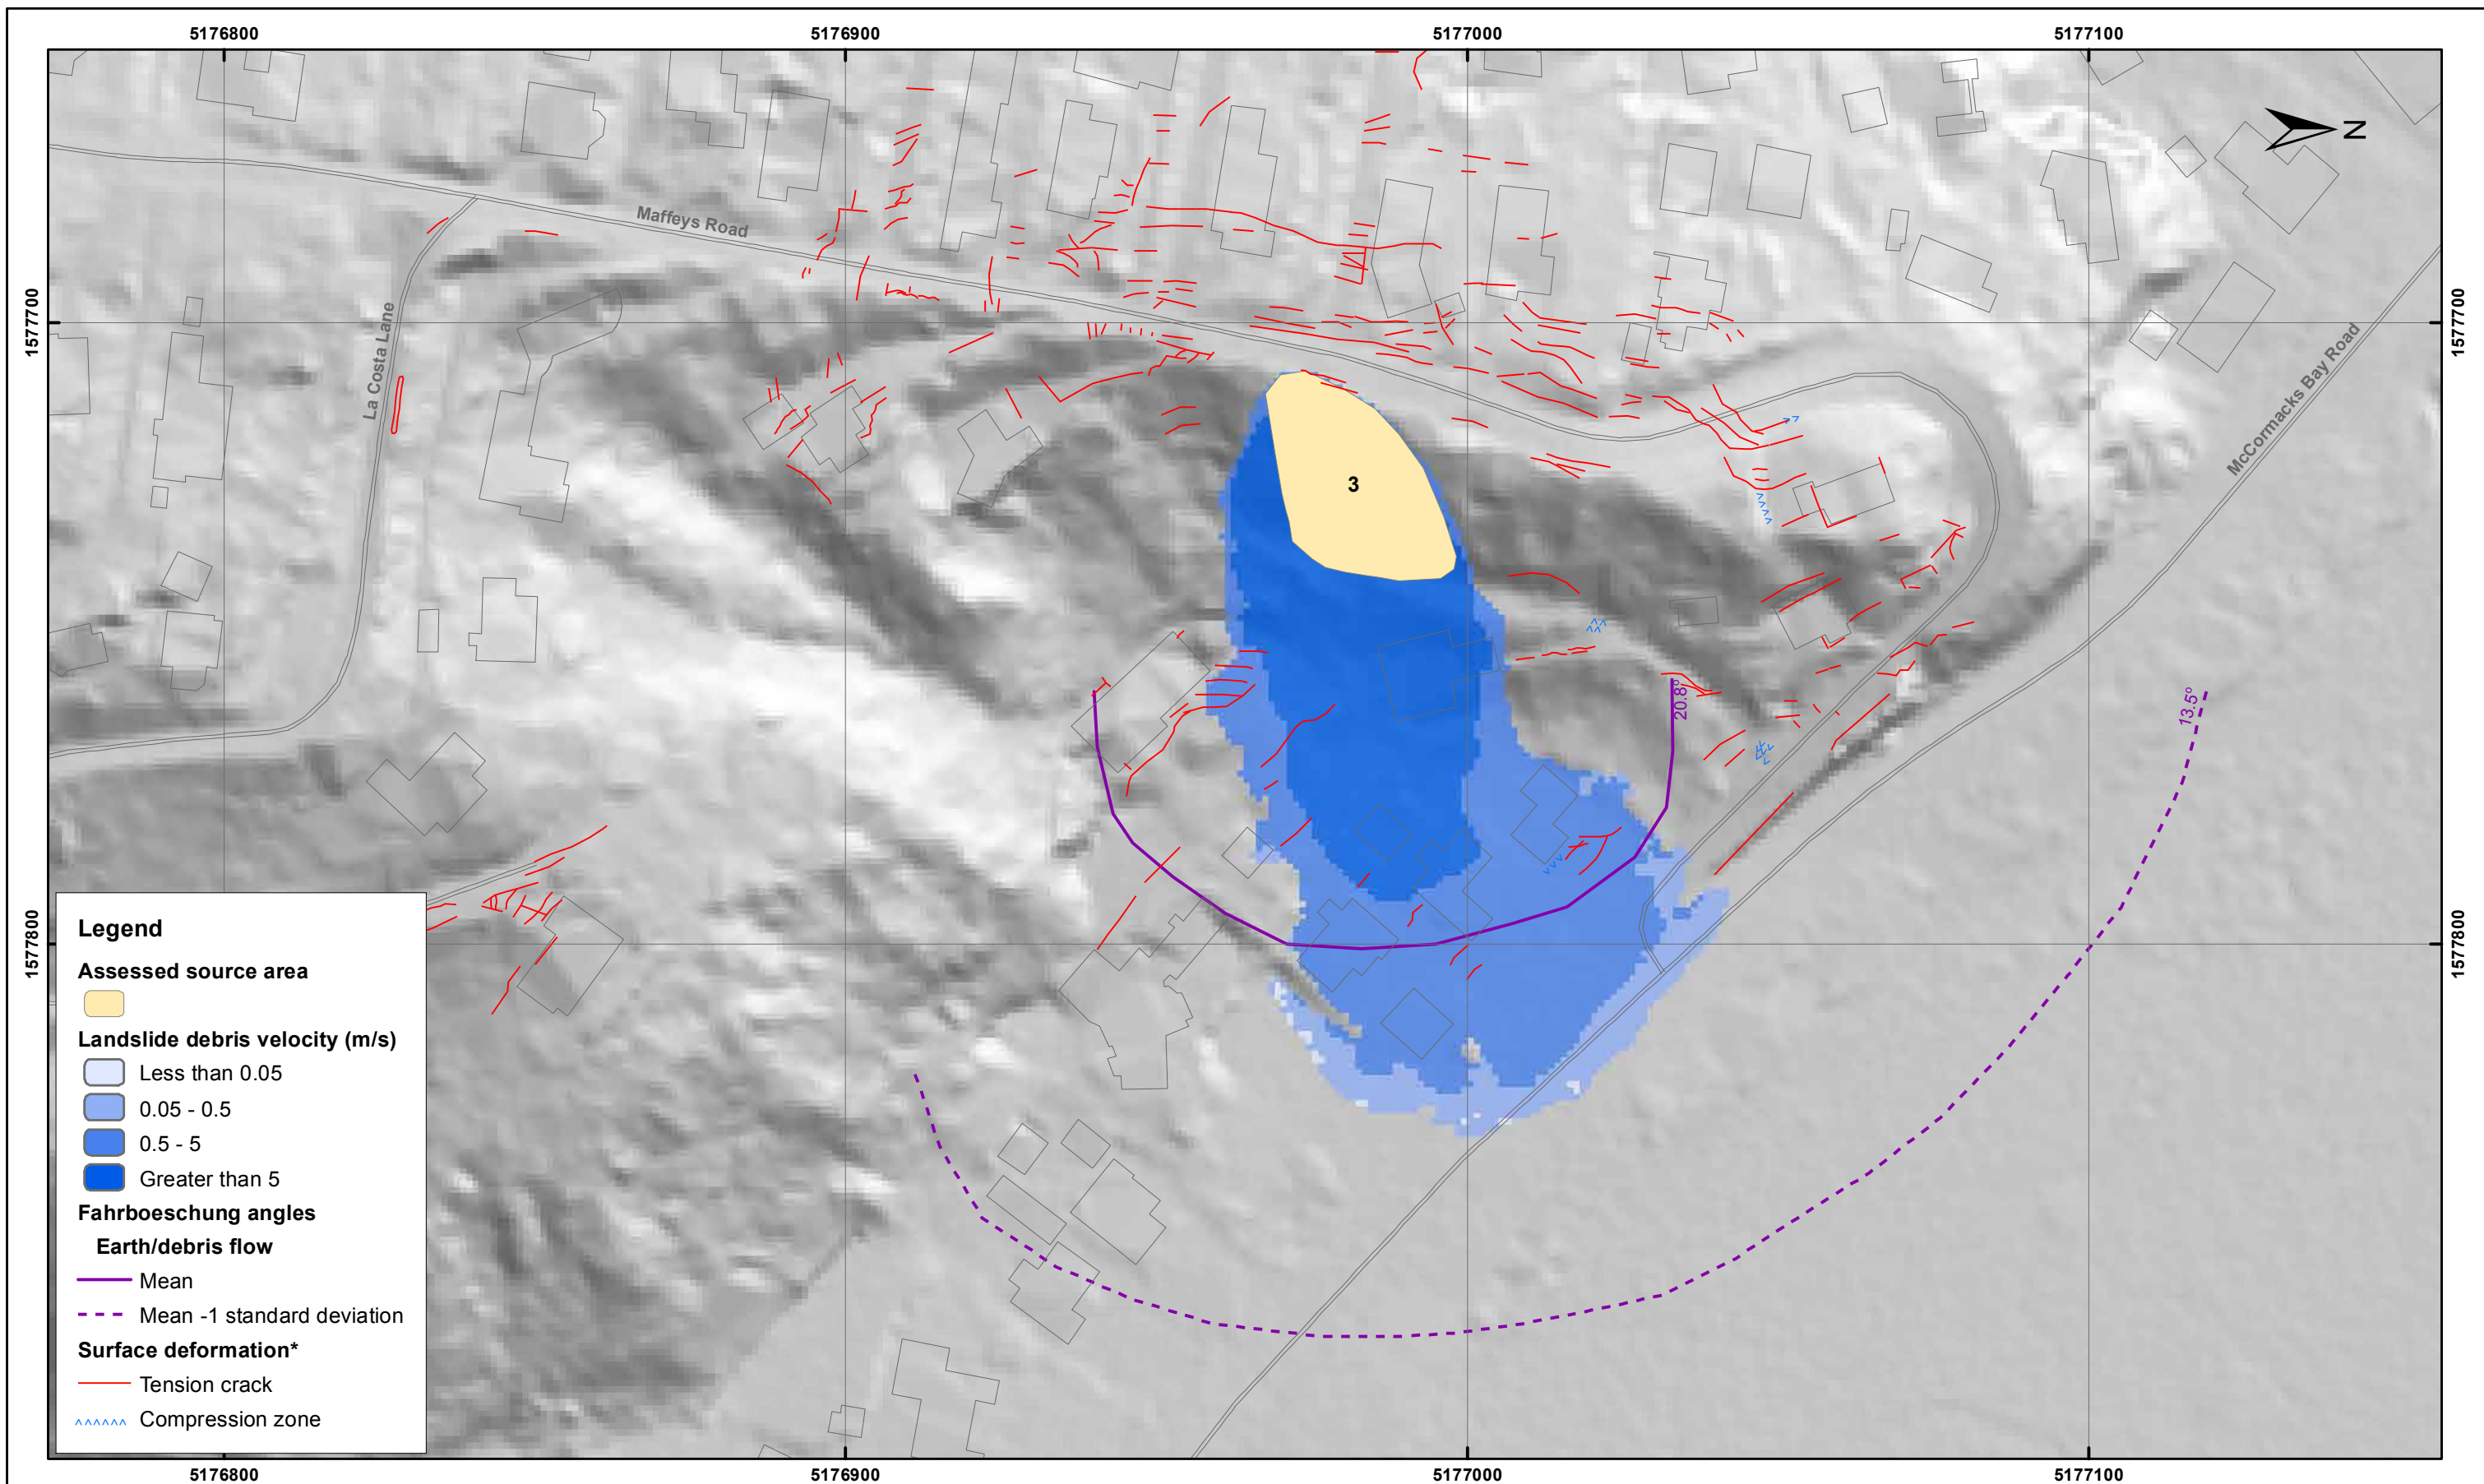 5176800
5176900
5177000
5177100
N
Maffeys Road
La Costa Lane
McCormacks Bay Road
1577700
1577700
3
20.8°
13.5°
1577800
1577800
Legend
Assessed source area
Landslide debris velocity (m/s)
Less than 0.05
0.05 - 0.5
0.5 - 5
Greater than 5
Fahrboeschung angles
Earth/debris flow
Mean
Mean -1 standard deviation
Surface deformation*
Tension crack
Compression zone
5176800
5176900
5177000
5177100